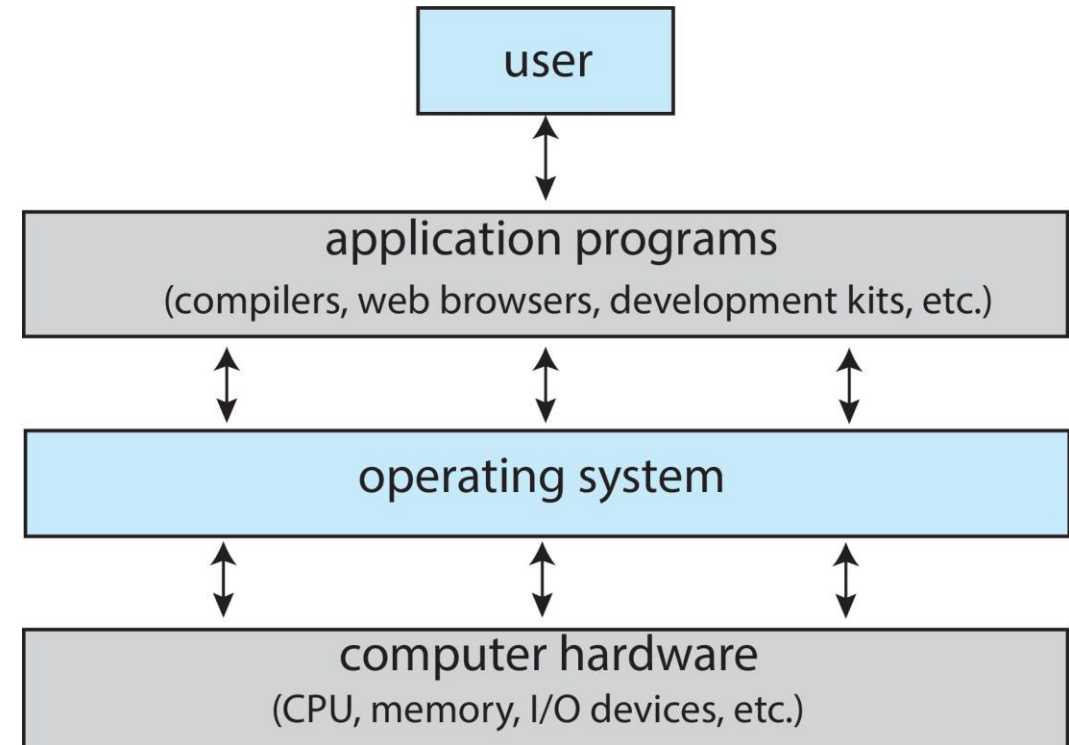 user
application programs
(compilers, web browsers, development kits, etc.)
operating system
computer hardware
(CPU, memory, I/O devices, etc.)